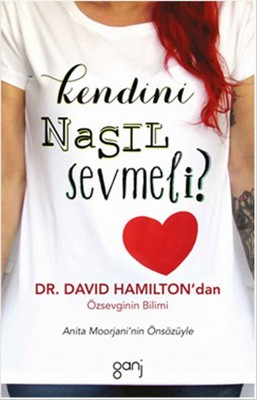 kendini
NaSIL
sevmeli?
DR. DAVID HAMILTON'dan
Özsevginin Bilimi
Anita Moorjani'nin Önsözüyle
ganj